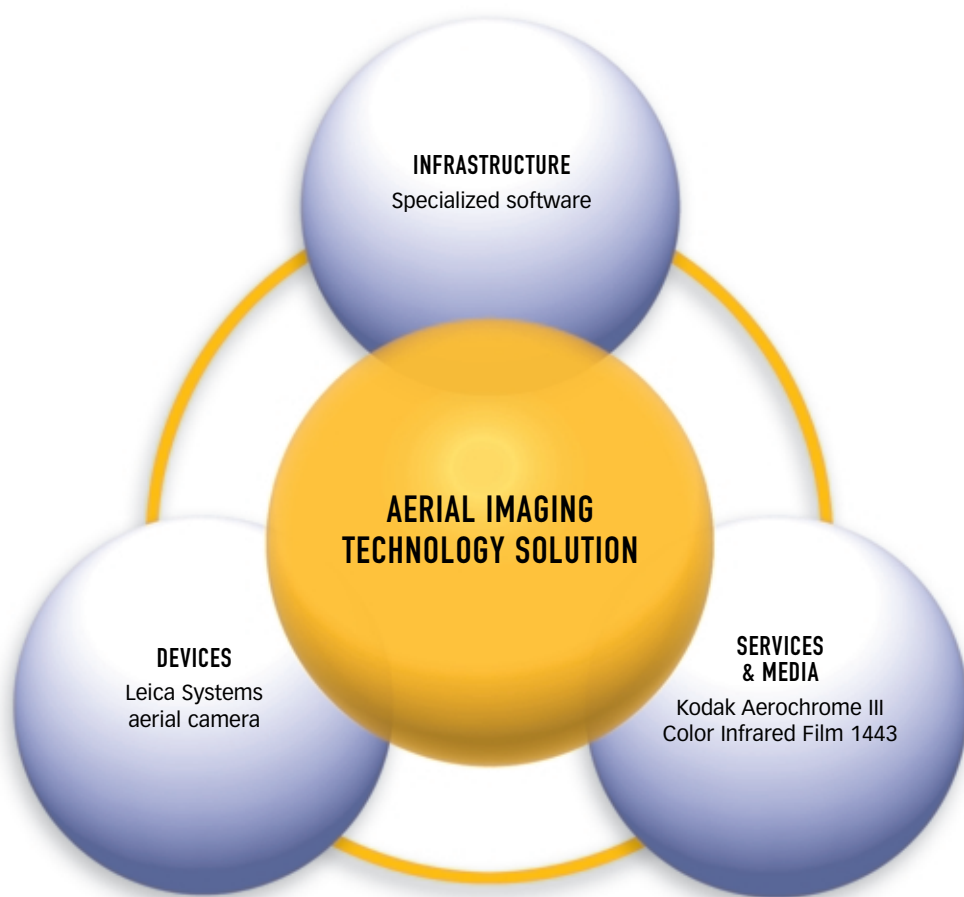 INFRASTRUCTURE
Specialized software
AERIAL IMAGING
TECHNOLOGY SOLUTION
DEVICES
Leica Systems
aerial camera
SERVICES
& MEDIA
Kodak Aerochrome III
Color Infrared Film 1443